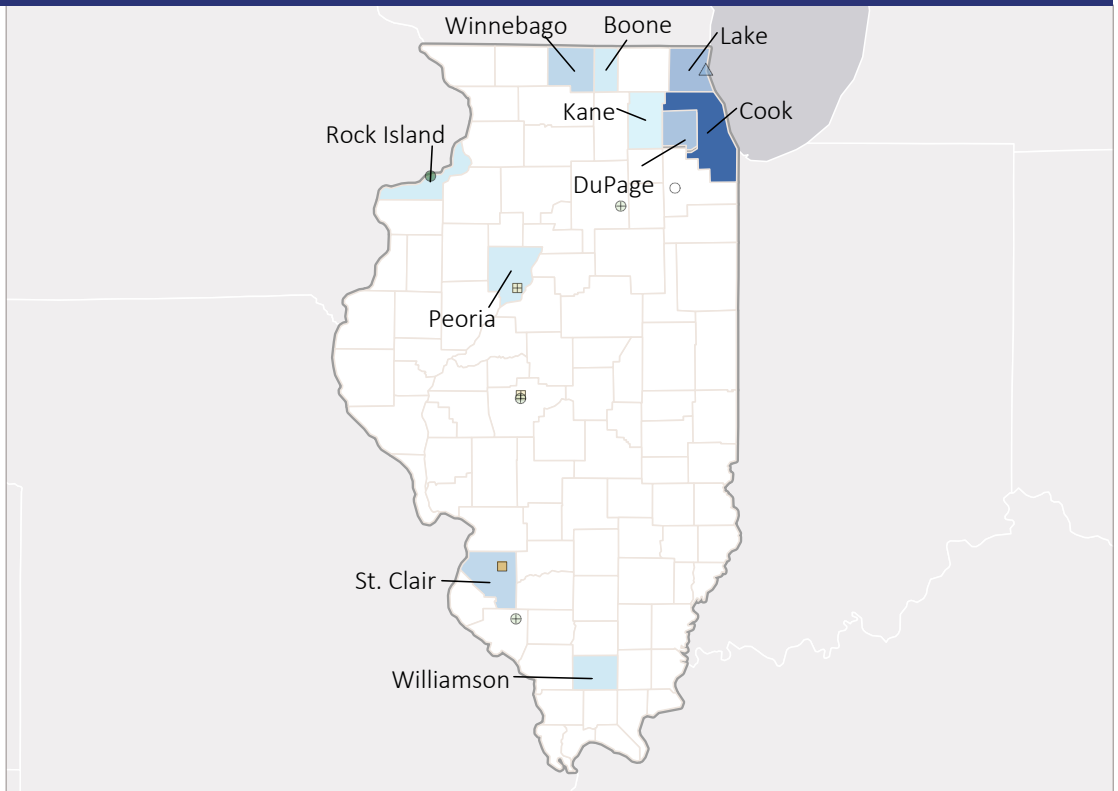 Winnebago
Boone
Lake
Kane
Cook
Rock Island
DuPage
Peoria
St. Clair
Williamson